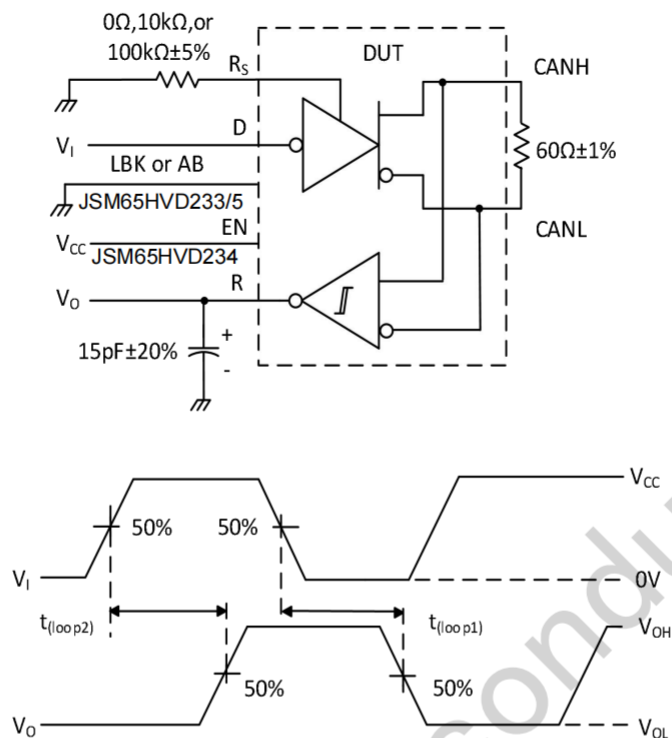 0Ω,10kΩ,or
100kΩ±5%
RS
DUT
CANH
D
VI
60Ω±1%
LBK or AB
JSM65HVD233/5
EN
CANL
VCC
JSM65HVD234
R
VO
+
15pF±20%
-
VCC
50%
50%
VI
0V
t(loop2)
t(loop1)
VOH
50%
50%
VO
VOL